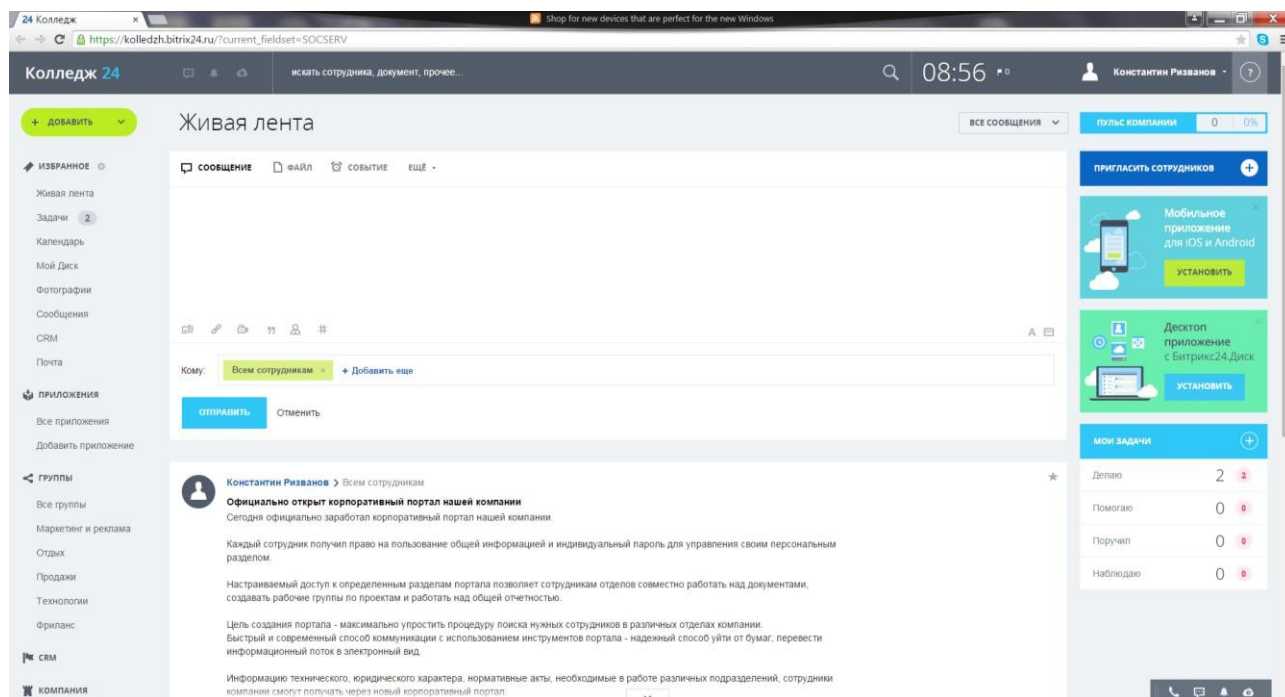 24 Колледж
Shop for new devices that are perfect for the new Windows
https://kolledzh.bitrix24.ru/?current_fieldset=SOCSERV
Колледж 24
искать сотрудника, документ, прочее...
08:56
0
Константин Ризванов
?
+ ДОБАВИТЬ
Живая лента
ВСЕ СООБЩЕНИЯ
ПУЛЬС КОМПАНИИ 0 0%
ИЗБРАННОЕ
Живая лента
Задачи 2
Календарь
Мой Диск
Фотографии
Сообщения
CRM
Почта
ПРИЛОЖЕНИЯ
Все приложения
Добавить приложение
ГРУППЫ
Все группы
Маркетинг и реклама
Отдых
Продажи
Технологии
Фриланс
CRM
КОМПАНИЯ
СООБЩЕНИЕ ФАЙЛ СОБЫТИЕ ЕЩЁ
Кому: Всем сотрудникам × + Добавить еще
ОТПРАВИТЬ Отменить
Константин Ризванов > Всем сотрудникам
Официально открыт корпоративный портал нашей компании
Сегодня официально заработал корпоративный портал нашей компании.
Каждый сотрудник получил право на пользование общей информацией и индивидуальный пароль для управления своим персональным
разделом.
Настраиваемый доступ к определенным разделам портала позволяет сотрудникам отделов совместно работать над документами,
создавать рабочие группы по проектам и работать над общей отчетностью.
Цель создания портала - максимально упростить процедуру поиска нужных сотрудников в различных отделах компании.
Быстрый и современный способ коммуникации с использованием инструментов портала - надежный способ уйти от бумаг, перевести
информационный поток в электронный вид.
Информацию технического, юридического характера, нормативные акты, необходимые в работе различных подразделений, сотрудники
компании смогут получать через новый корпоративный портал.
ПРИГЛАСИТЬ СОТРУДНИКОВ
Мобильное
приложение
для iOS и Android
УСТАНОВИТЬ
Десктоп
приложение
с Битрикс24.Диск
УСТАНОВИТЬ
МОИ ЗАДАЧИ
Делаю 2 2
Помогаю 0 0
Поручил 0 0
Наблюдаю 0 0